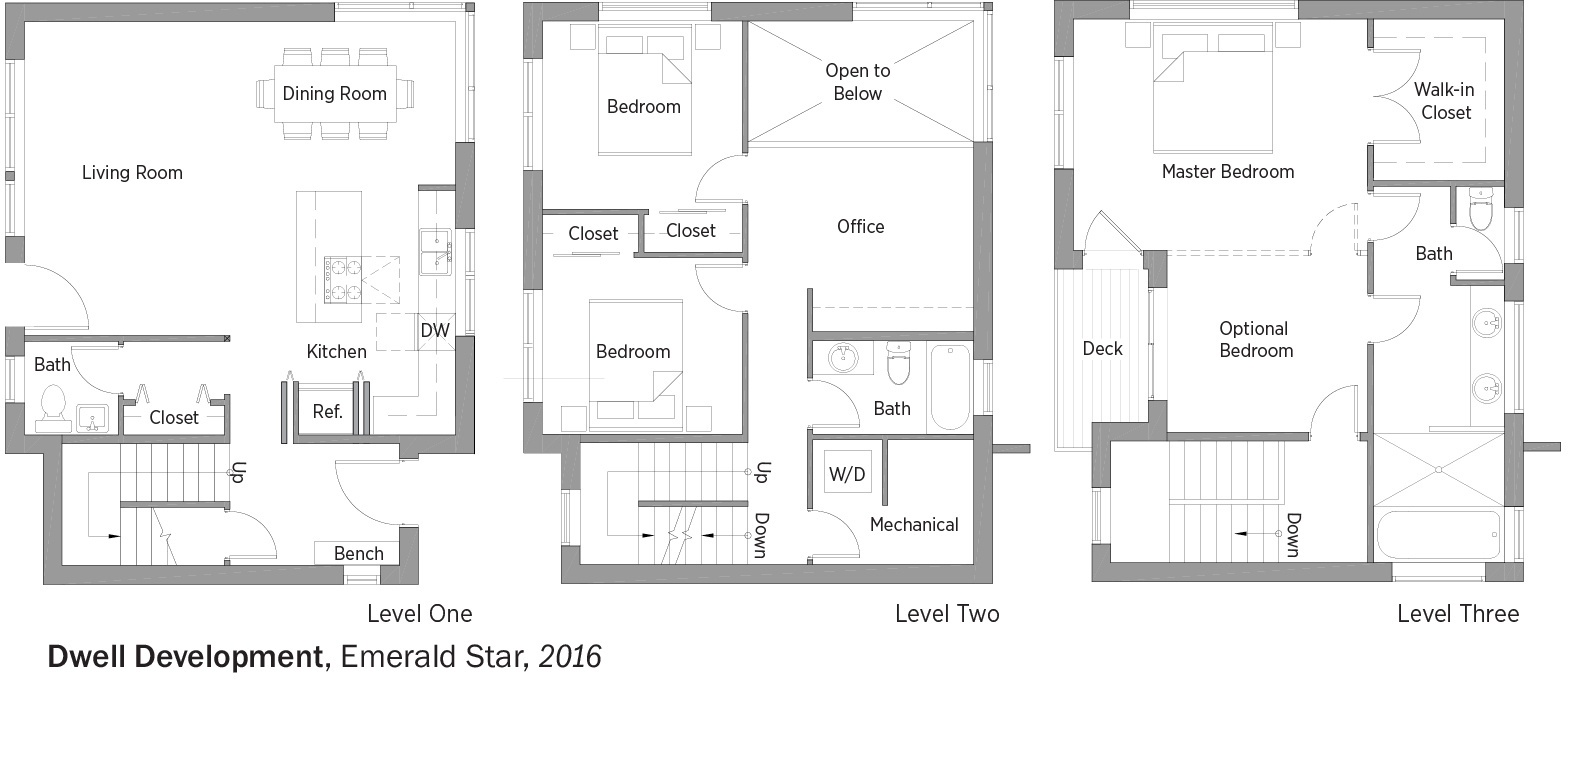 Dining Room
Living Room
DW
Kitchen
Bath
Ref.
Closet
Up
Bench
Level One
Open to
Below
Bedroom
Office
Closet
Closet
Bedroom
Bath
Up
W/D
Down
Mechanical
Level Two
Walk-in
Closet
Master Bedroom
Bath
Optional
Bedroom
Deck
Down
Level Three
Dwell Development, Emerald Star, 2016